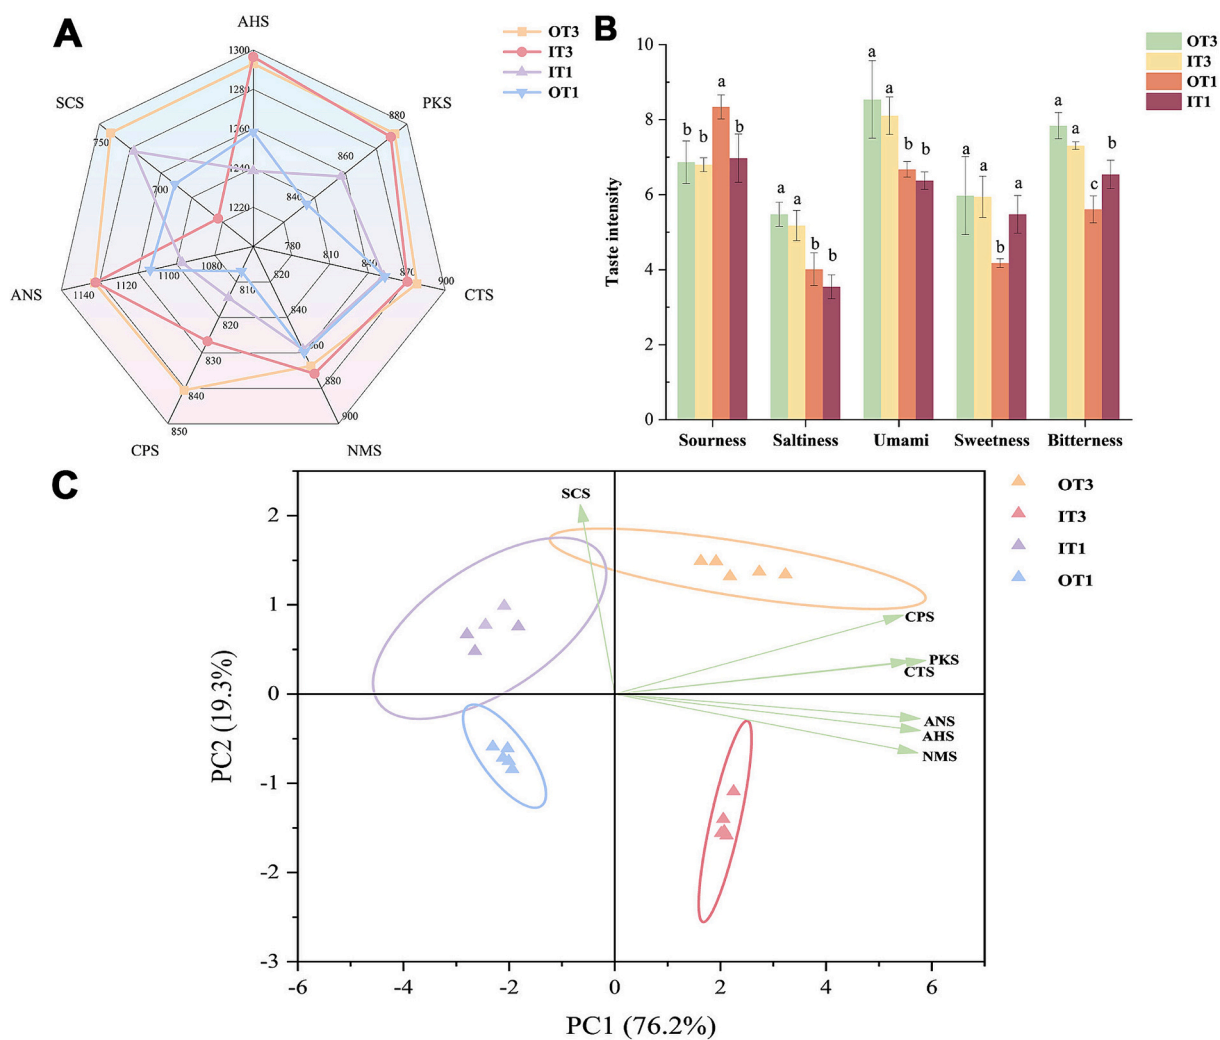 A
AHS
PKS
CTS
NMS
CPS
ANS
SCS
1300
1280
1260
1240
1220
880
860
840
780
810
840
870
900
820
840
860
880
900
810
820
830
840
850
1080
1100
1120
1140
700
750
OT3
IT3
IT1
OT1
B
Taste intensity
10
8
6
4
2
0
b b a b
a a b b
a a b b
a a b a
a a c b
Sourness Saltiness Umami Sweetness Bitterness
OT3
IT3
OT1
IT1
C
PC2 (19.3%)
2
1
0
-1
-2
-3
-6 -4 -2 0 2 4 6
PC1 (76.2%)
SCS
CPS
PKS
CTS
ANS
AHS
NMS
OT3
IT3
IT1
OT1